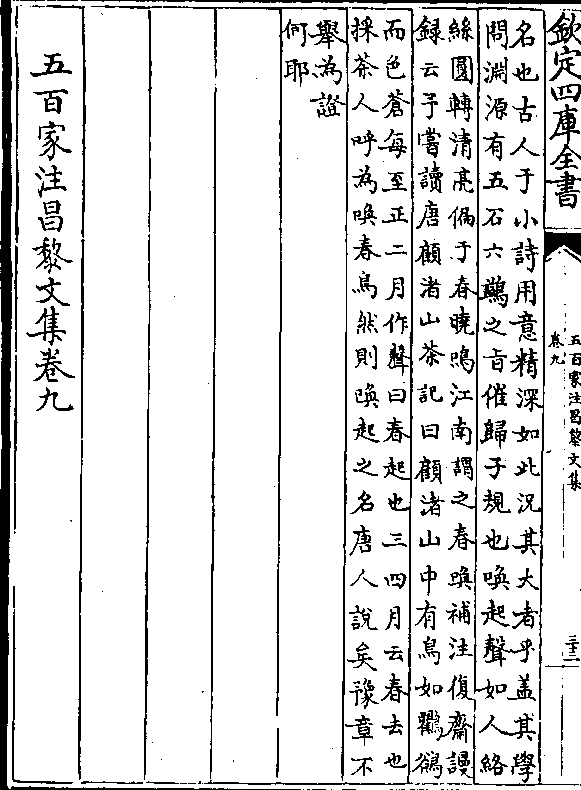 欽定四庫全書
五百家注昌黎文集
卷九
三十二
名也古人于小詩用意精深如此況其大者乎蓋其學
問淵源有五石六鷁之旨催歸子規也喚起聲如人絡
絲圓轉清亮偏于春曉鳴江南謂之春喚補注復齋謾
録云予嘗讀唐顧渚山茶記曰顧渚山中有鳥如鸜鵒
而色蒼每至正二月作聲曰春起也三四月云春去也
採茶人呼為喚春鳥然則喚起之名唐人說矣豫章不
舉為證
何耶
五百家注昌黎文集卷九